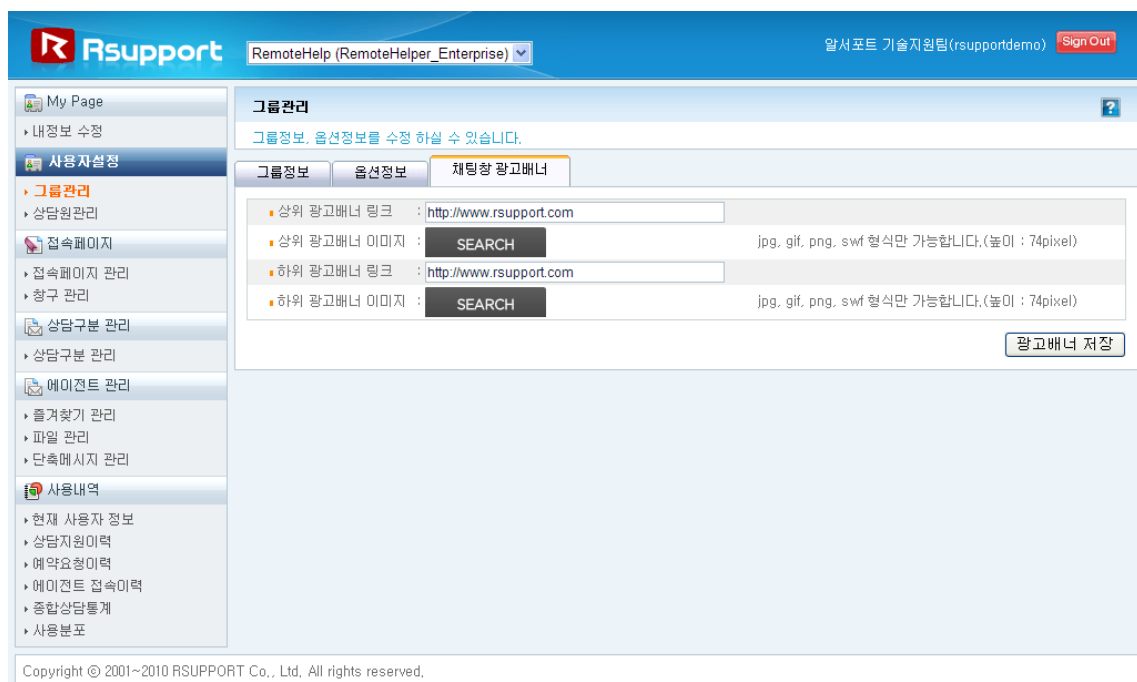 Rsupport
RemoteHelp (RemoteHelper_Enterprise)
알서포트 기술지원팀(rsupportdemo)
Sign Out
My Page
내정보 수정
사용자설정
그룹관리
상담원관리
접속페이지
접속페이지 관리
창구 관리
상담구분 관리
상담구분 관리
에이전트 관리
즐겨찾기 관리
파일 관리
단축메시지 관리
사용내역
현재 사용자 정보
상담지원이력
예약요청이력
에이전트 접속이력
종합상담통계
사용분포
그룹관리
?
그룹정보, 옵션정보를 수정 하실 수 있습니다.
그룹정보 옵션정보 채팅창 광고배너
상위 광고배너 링크 : http://www.rsupport.com
상위 광고배너 이미지 : SEARCH jpg, gif, png, swf 형식만 가능합니다.(높이 : 74pixel)
하위 광고배너 링크 : http://www.rsupport.com
하위 광고배너 이미지 : SEARCH jpg, gif, png, swf 형식만 가능합니다.(높이 : 74pixel)
광고배너 저장
Copyright ⓒ 2001~2010 RSUPPORT Co., Ltd. All rights reserved.